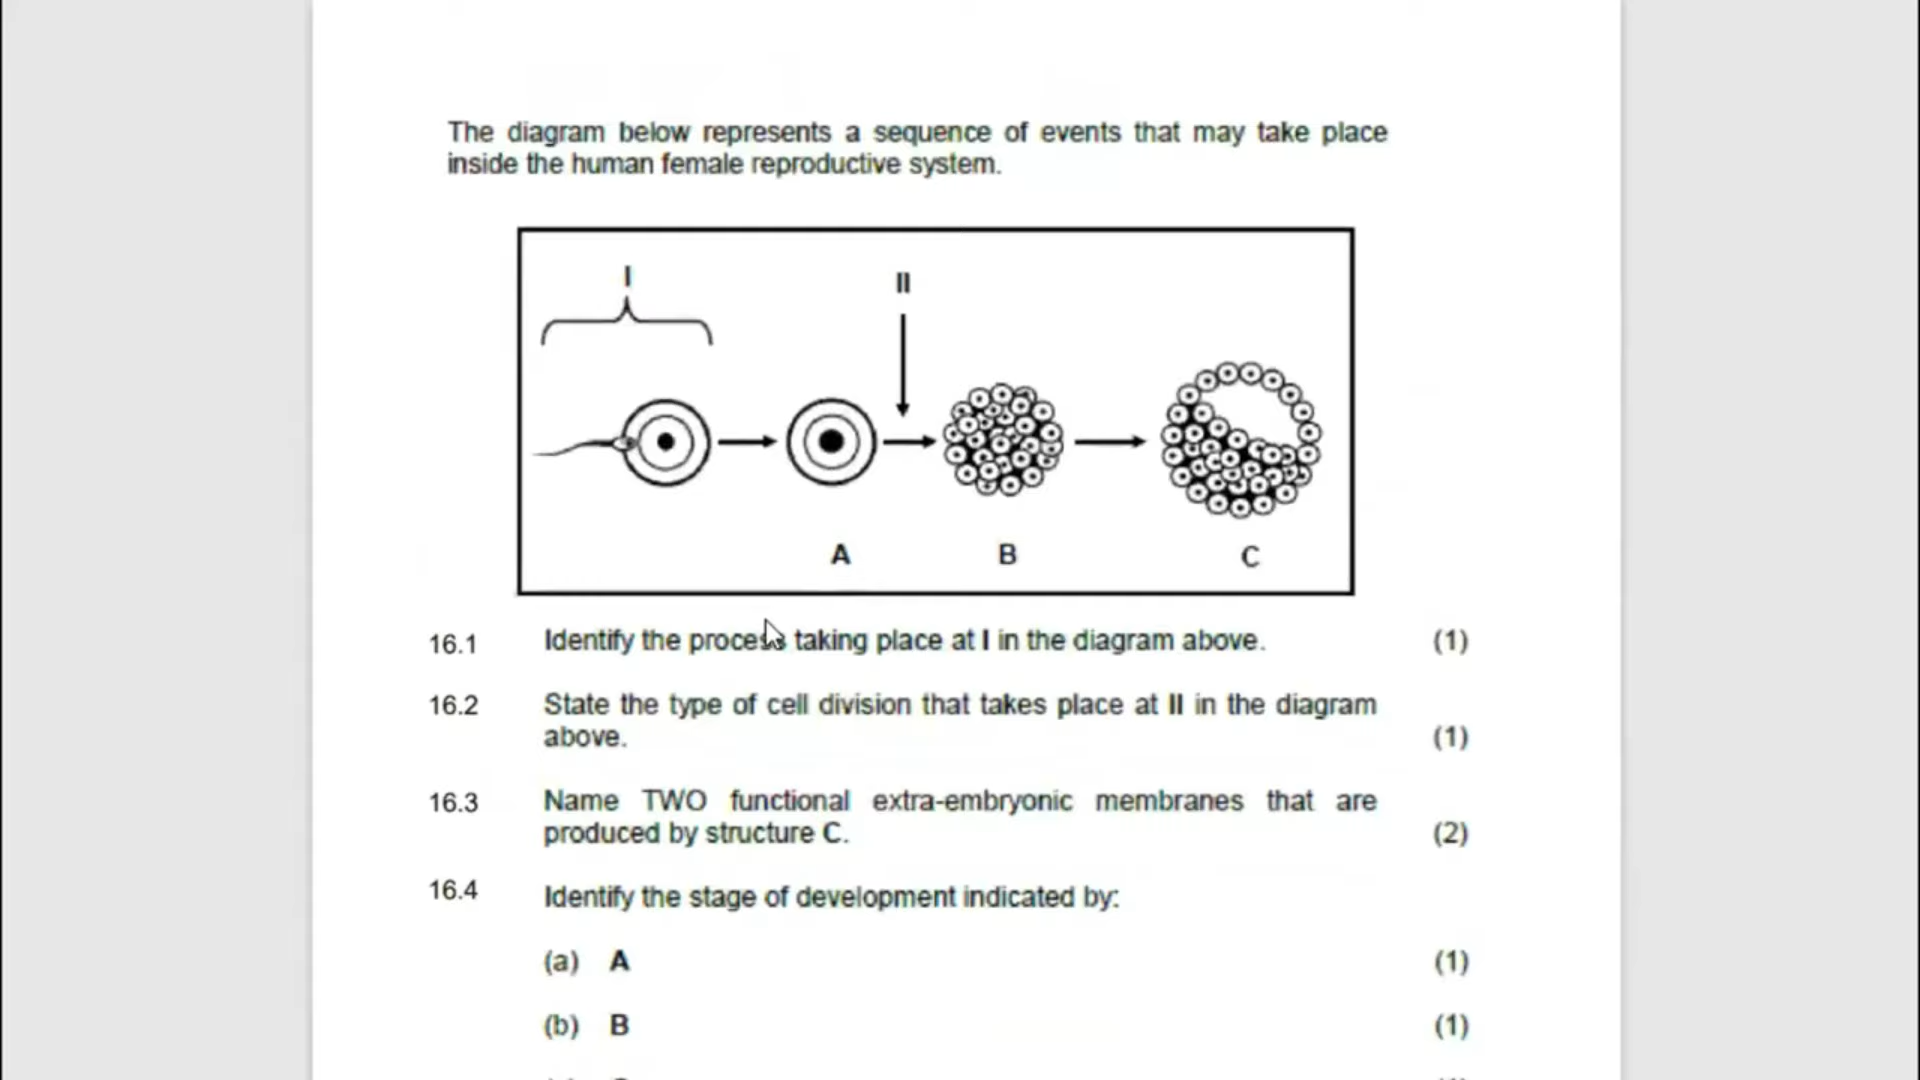 The diagram below represents a sequence of events that may take place
inside the human female reproductive system.
I
II
A
B
C
16.1 Identify the process taking place at I in the diagram above. (1)
16.2 State the type of cell division that takes place at II in the diagram
above. (1)
16.3 Name TWO functional extra-embryonic membranes that are
produced by structure C. (2)
16.4 Identify the stage of development indicated by:
(a) A (1)
(b) B (1)